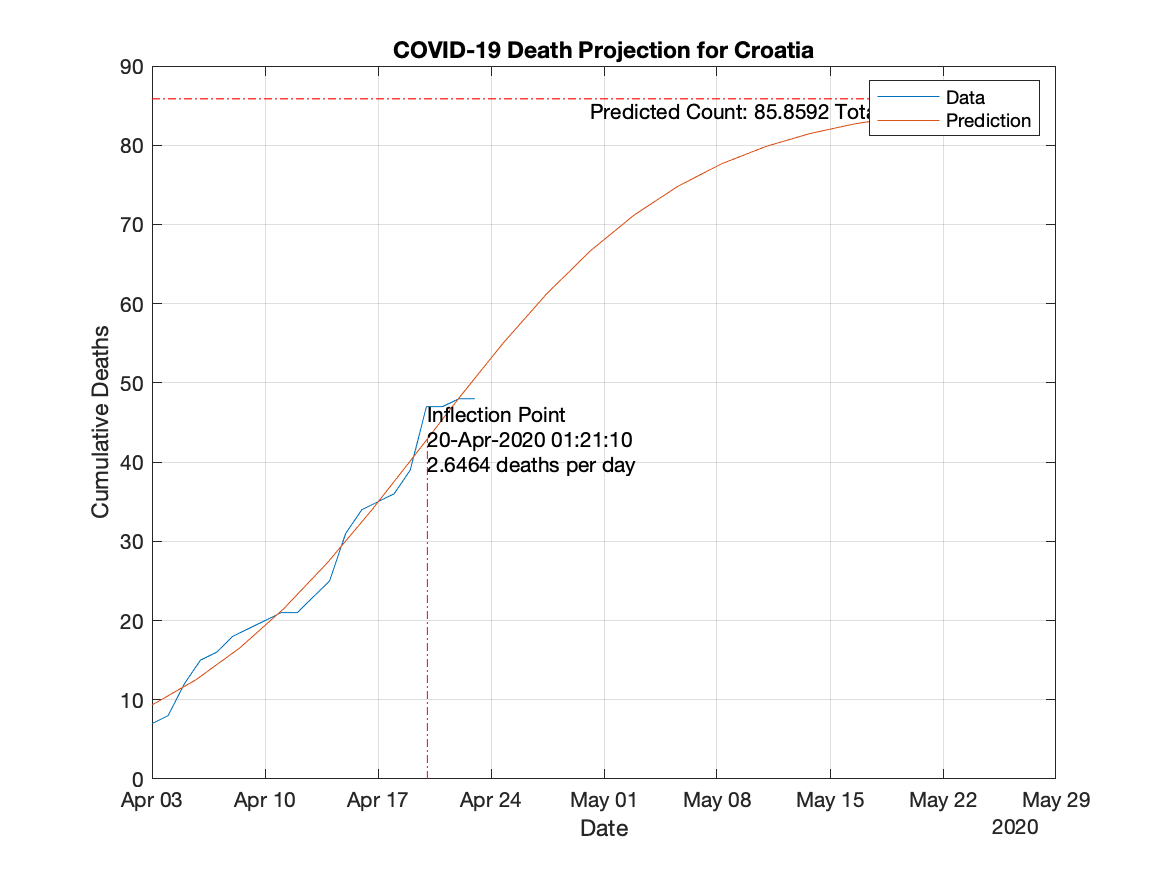 COVID-19 Death Projection for Croatia
90
80
70
60
50
40
30
20
10
0
Cumulative Deaths
Predicted Count: 85.8592
Data
Prediction
Inflection Point
20-Apr-2020 01:21:10
2.6464 deaths per day
Apr 03
Apr 10
Apr 17
Apr 24
May 01
May 08
May 15
May 22
May 29
Date
2020